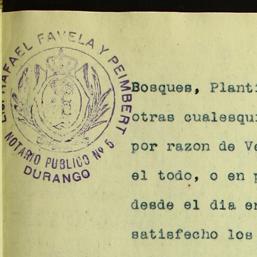 Lic. RAFAEL FAVELA Y PEIMBERT
NOTARIO PUBLICO No 5
DURANGO
Bosques, Planti
otras cualesqui
por razon de Ve
el todo, o en p
desde el dia en
satisfecho los